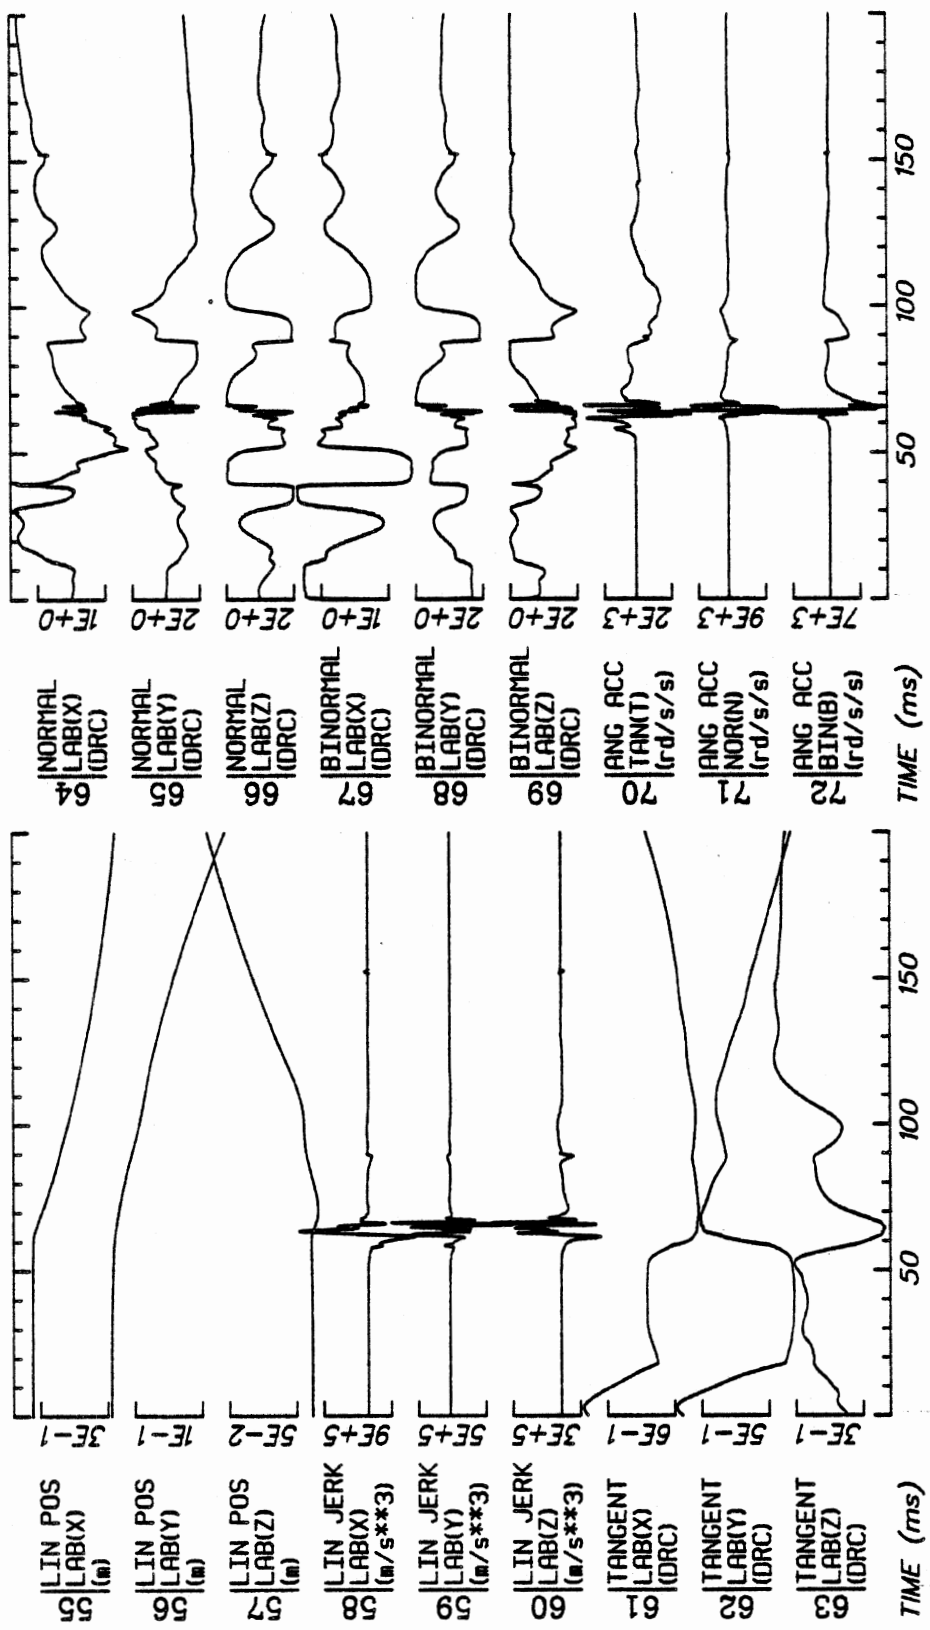 55
LIN POS
LAB(X)
(m)
3E-1
56
LIN POS
LAB(Y)
(m)
1E-1
57
LIN POS
LAB(Z)
(m)
5E-2
58
LIN JERK
LAB(X)
(m/s**3)
9E+5
59
LIN JERK
LAB(Y)
(m/s**3)
5E+5
60
LIN JERK
LAB(Z)
(m/s**3)
3E+5
61
TANGENT
LAB(X)
(DRC)
6E-1
62
TANGENT
LAB(Y)
(DRC)
5E-1
63
TANGENT
LAB(Z)
(DRC)
3E-1
TIME (ms)
50
100
150
64
NORMAL
LAB(X)
(DRC)
1E+0
65
NORMAL
LAB(Y)
(DRC)
2E+0
66
NORMAL
LAB(Z)
(DRC)
2E+0
67
BINORMAL
LAB(X)
(DRC)
1E+0
68
BINORMAL
LAB(Y)
(DRC)
2E+0
69
BINORMAL
LAB(Z)
(DRC)
2E+0
70
ANG ACC
TAN(T)
(rd/s/s)
2E+3
71
ANG ACC
NOR(N)
(rd/s/s)
9E+3
72
ANG ACC
BIN(B)
(rd/s/s)
7E+3
TIME (ms)
50
100
150